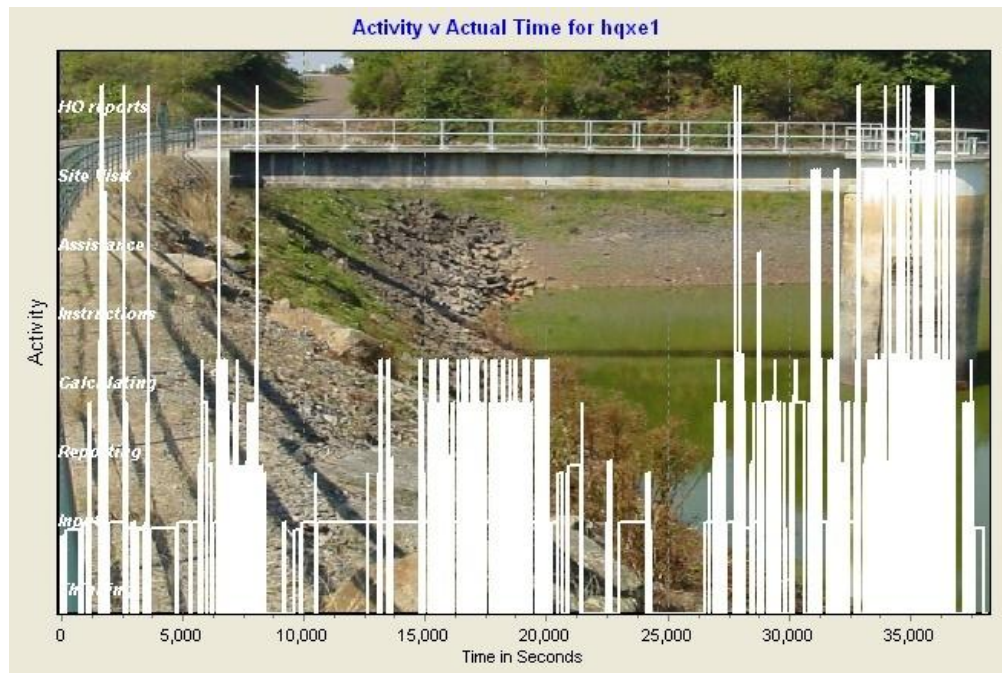 Activity v Actual Time for hqxe1
HO reports
Site Visit
Assistance
Instructions
Calculating
Reporting
Activity
0 5,000 10,000 15,000 20,000 25,000 30,000 35,000
Time in Seconds